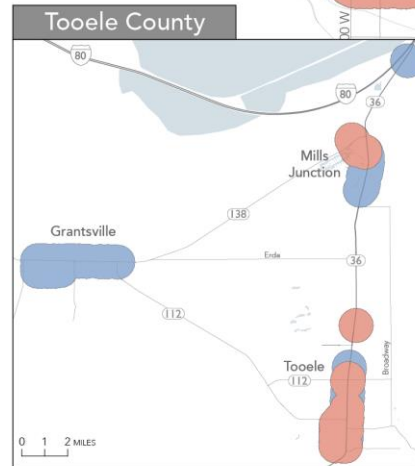 00 W
Tooele County
80
80
36
Mills
Junction
138
Grantsville
Erda
36
112
Broadway
Tooele
112
0 1 2 MILES